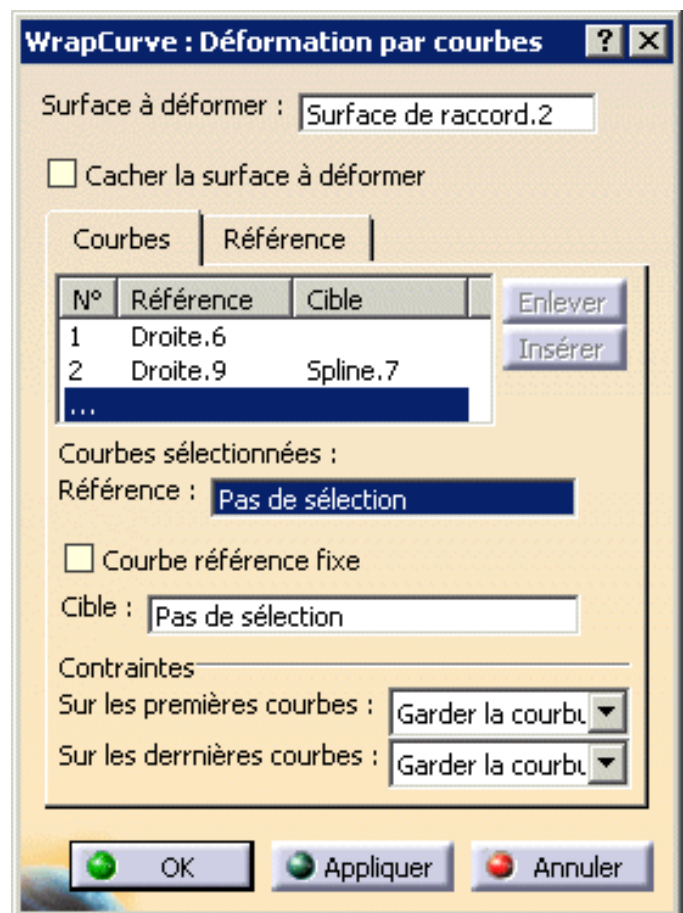 WrapCurve : Déformation par courbes ? X
Surface à déformer : Surface de raccord.2
Cacher la surface à déformer
Courbes Référence
N° Référence Cible Enlever
1 Droite.6 Insérer
2 Droite.9 Spline.7
...
Courbes sélectionnées :
Référence : Pas de sélection
Courbe référence fixe
Cible : Pas de sélection
Contraintes
Sur les premières courbes : Garder la courbu
Sur les derrnières courbes : Garder la courbu
OK Appliquer Annuler